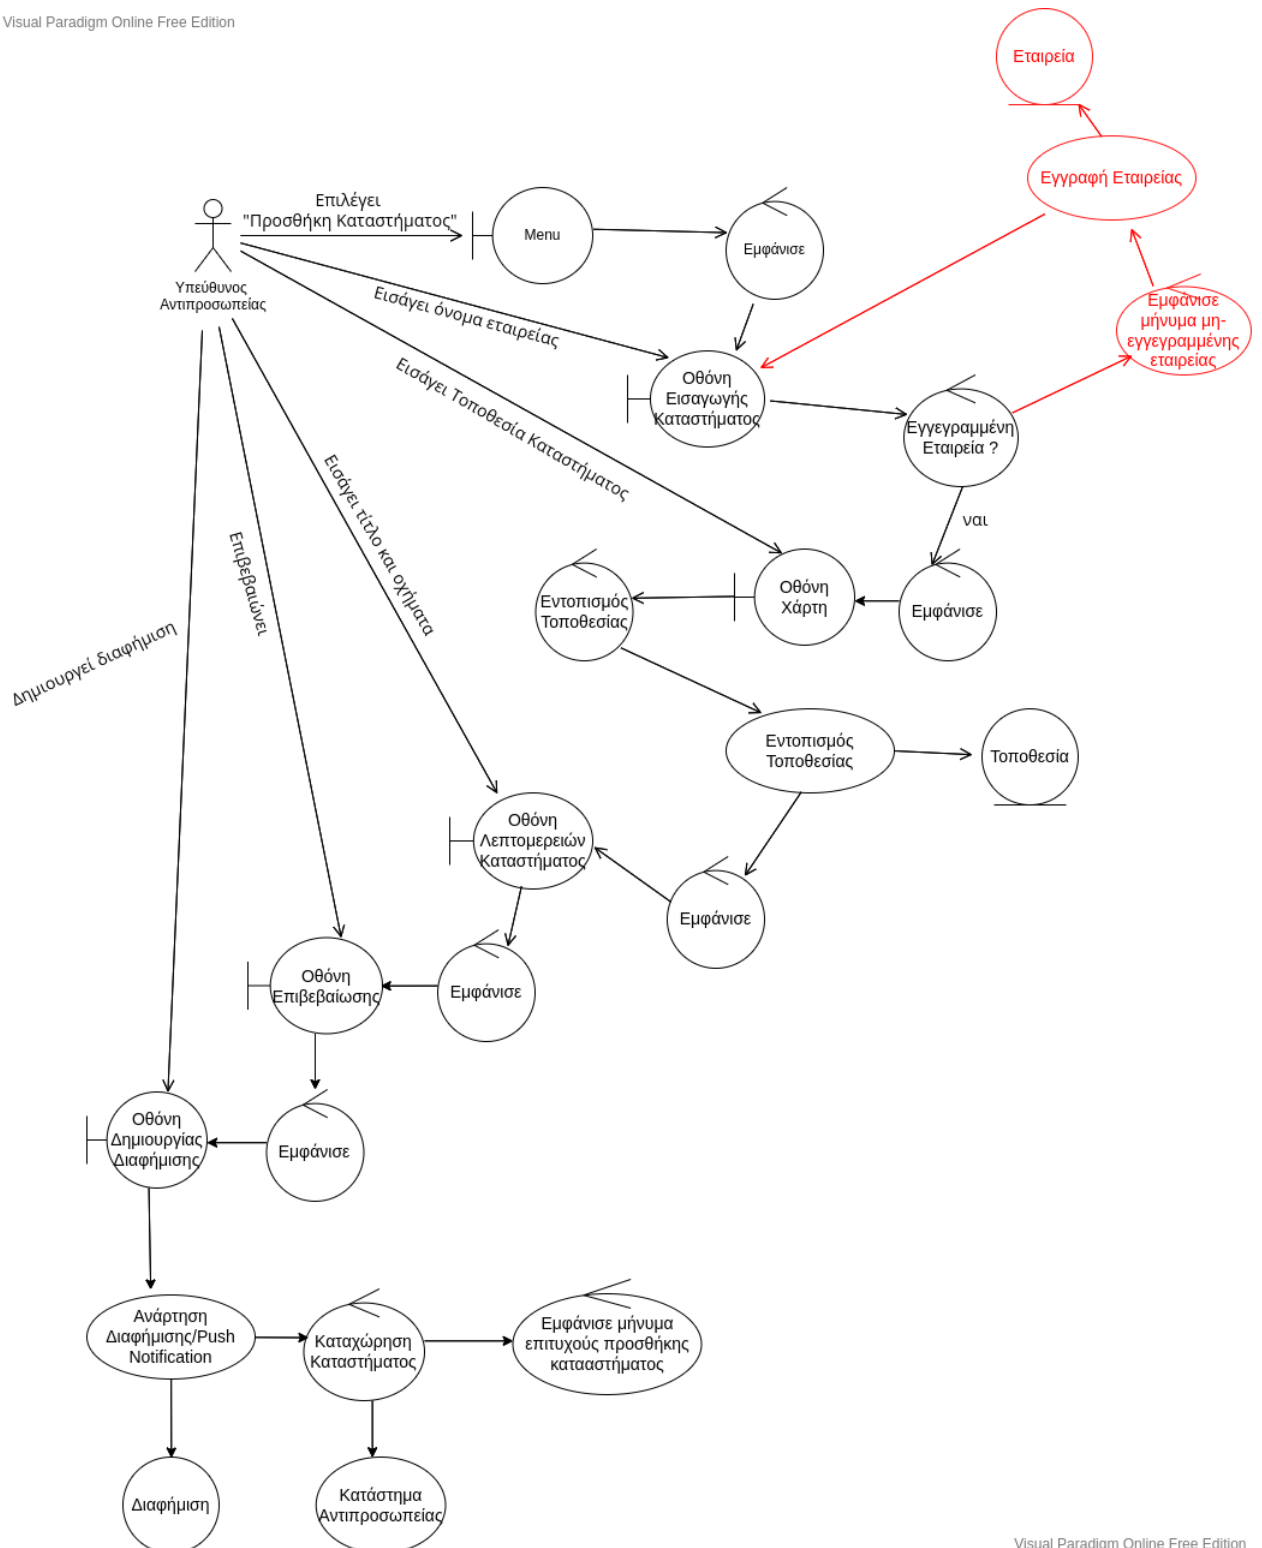 Visual Paradigm Online Free Edition
Εταιρεία
Εγγραφή Εταιρείας
Επιλέγει
"Προσθήκη Καταστήματος"
Menu
Εμφάνισε
Υπεύθυνος
Αντιπροσωπείας
Εισάγει όνομα εταιρείας
Εμφάνισε
μήνυμα μη-
εγγεγραμμένης
εταιρείας
Εισάγει Τοποθεσία Καταστήματος
Οθόνη
Εισαγωγής
Καταστήματος
Εγγεγραμμένη
Εταιρεία ?
Εισάγει τίτλο και οχήματα
ναι
Επιβεβαιώνει
Εντοπισμός
Τοποθεσίας
Οθόνη
Χάρτη
Εμφάνισε
Δημιουργεί διαφήμιση
Εντοπισμός
Τοποθεσίας
Τοποθεσία
Οθόνη
Λεπτομερειών
Καταστήματος
Εμφάνισε
Οθόνη
Επιβεβαίωσης
Εμφάνισε
Οθόνη
Δημιουργίας
Διαφήμισης
Εμφάνισε
Ανάρτηση
Διαφήμισης/Push
Notification
Καταχώρηση
Καταστήματος
Εμφάνισε μήνυμα
επιτυχούς προσθήκης
καταασтήματος
Διαφήμιση
Κατάστημα
Αντιπροσωπείας
Visual Paradigm Online Free Edition